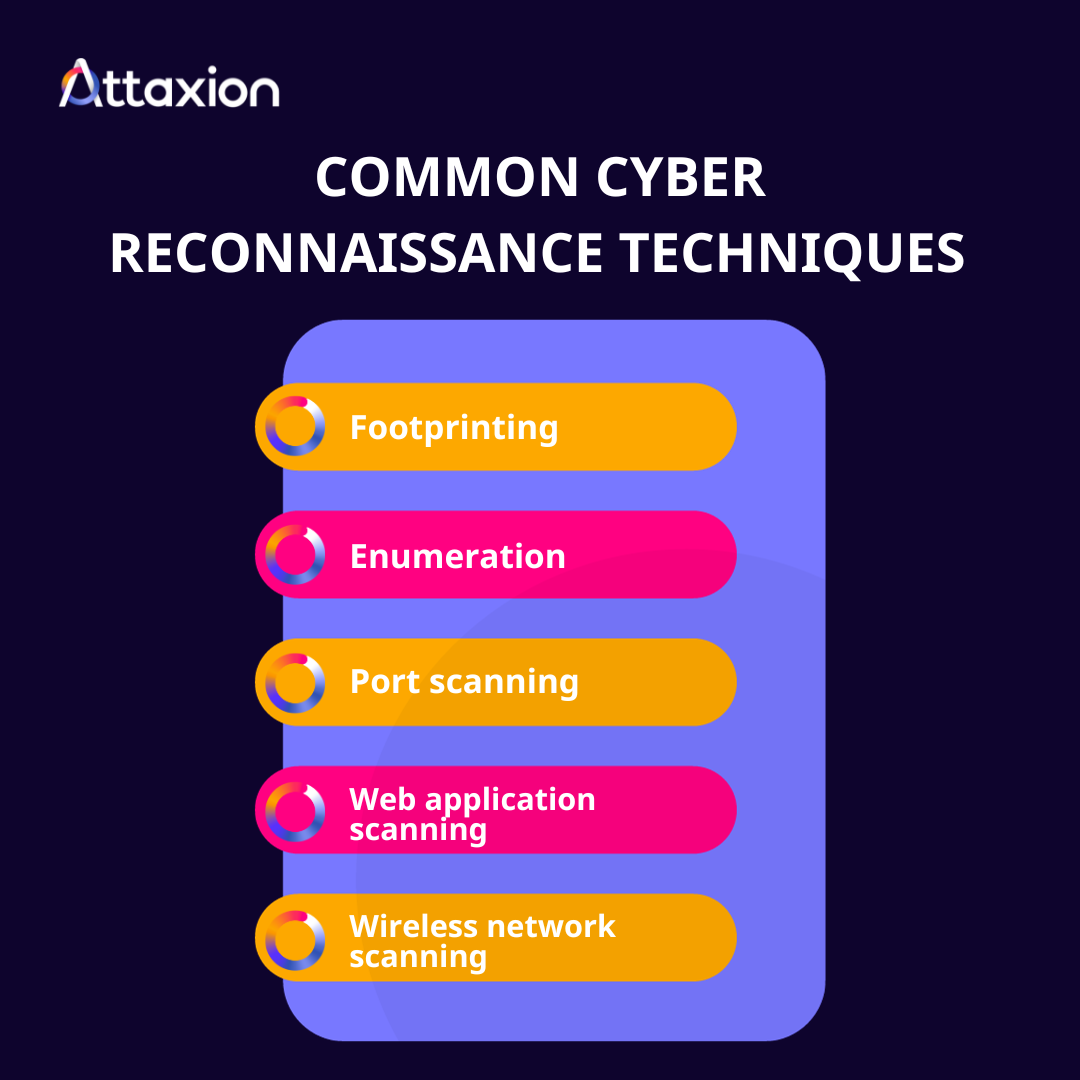 Attaxion
COMMON CYBER
RECONNAISSANCE TECHNIQUES
Footprinting
Enumeration
Port scanning
Web application
scanning
Wireless network
scanning